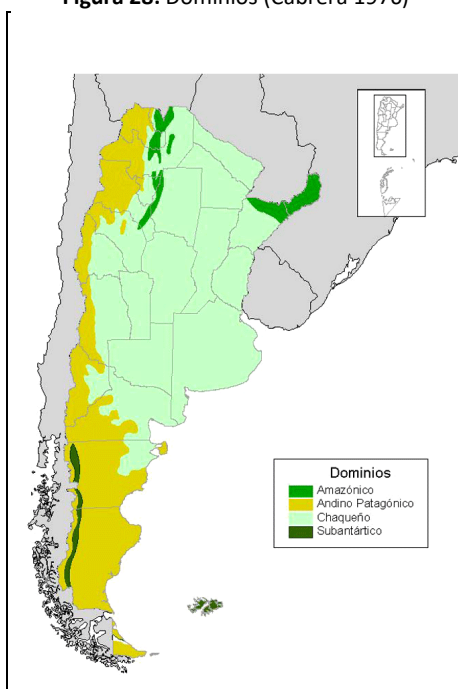 Figura 28. Dominios (Cabrera 1976)
Dominios
Amazónico
Andino Patagónico
Chaqueño
Subantártico